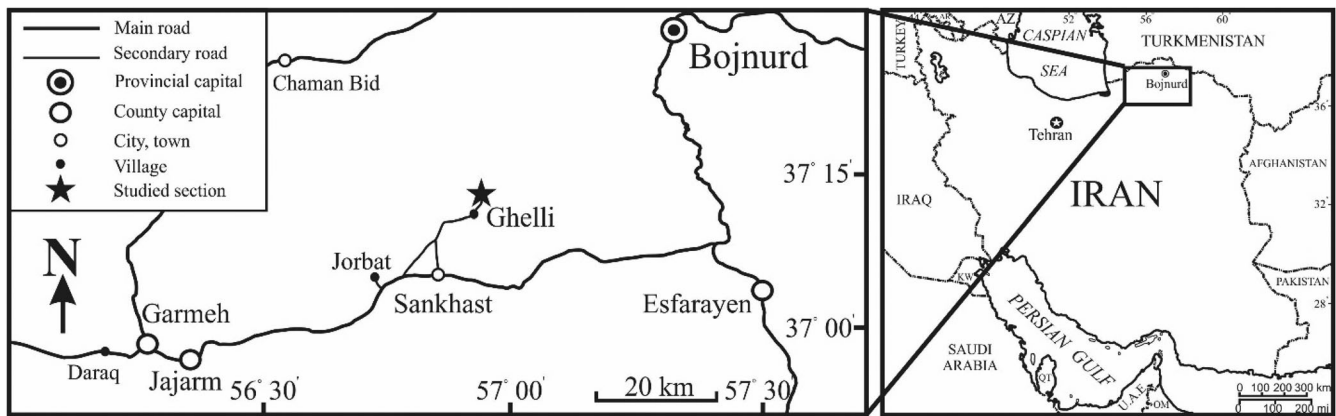 Main road
Secondary road
Provincial capital
County capital
City, town
Village
Studied section
N
Chaman Bid
Bojnurd
Ghelli
Jorbat
Sankhast
Esfarayen
Garmeh
Jajarm
Daraq
37° 15'
37° 00'
56° 30'
57° 00'
57° 30'
20 km
52
56
60
AZ
CASPIAN
SEA
TURKEY
TURKMENISTAN
Bojnurd
Tehran
36
AFGHANISTAN
IRAN
IRAQ
32
KW
PAKISTAN
28
PERSIAN GULF
SAUDI
ARABIA
QT
U.A.E.
OM
0 100 200 300 km
0 100 200 mi